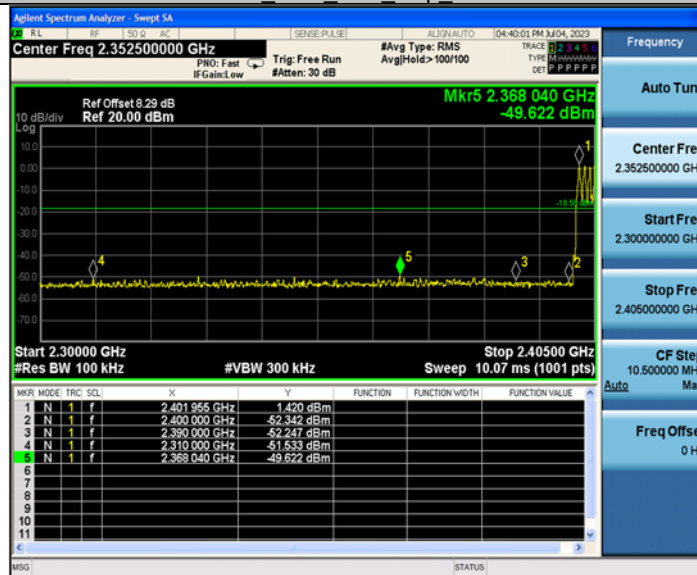 Agilent Spectrum Analyzer - Swept SA
RL RF 50 Ω AC SENSE:PULSE ALIGN AUTO 04:40:01 PM Jul 04, 2023
Center Freq 2.352500000 GHz
PNO: Fast
IFGain:Low
Trig: Free Run
#Atten: 30 dB
#Avg Type: RMS
Avg|Hold:>100/100
TRACE 1 2 3 4 5 6
TYPE
DET P P P P P P
Frequency
Ref Offset 8.29 dB
Ref 20.00 dBm
10 dB/div
Log
Mkr5 2.368 040 GHz
-49.622 dBm
10.0
0.00
-10.0
-20.0
-30.0
-40.0
-50.0
-60.0
-70.0
1
2
3
4
5
Start 2.30000 GHz
Stop 2.40500 GHz
#Res BW 100 kHz
#VBW 300 kHz
Sweep 10.07 ms (1001 pts)
MKR MODE TRC SCL X Y FUNCTION FUNCTION WIDTH FUNCTION VALUE
1 N 1 f 2.401 955 GHz 1.420 dBm
2 N 1 f 2.400 000 GHz -52.342 dBm
3 N 1 f 2.390 000 GHz -52.247 dBm
4 N 1 f 2.310 000 GHz -51.533 dBm
5 N 1 f 2.368 040 GHz -49.622 dBm
6
7
8
9
10
11
MSG
STATUS
Auto Tun
Center Fre
2.352500000 GH
Start Fre
2.300000000 GH
Stop Fre
2.405000000 GH
CF Ste
10.500000 MH
Auto Ma
Freq Offse
0 H